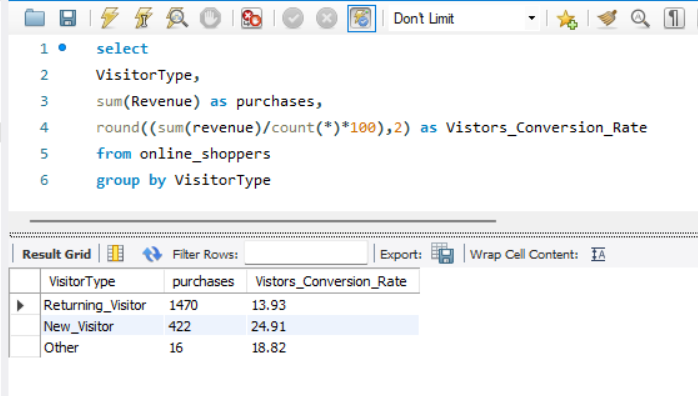 Don't Limit
1 select
2 VisitorType,
3 sum(Revenue) as purchases,
4 round((sum(revenue)/count(*)*100),2) as Vistors_Conversion_Rate
5 from online_shoppers
6 group by VisitorType
Result Grid Filter Rows: Export: Wrap Cell Content: IA
VisitorType purchases Vistors_Conversion_Rate
Returning_Visitor 1470 13.93
New_Visitor 422 24.91
Other 16 18.82